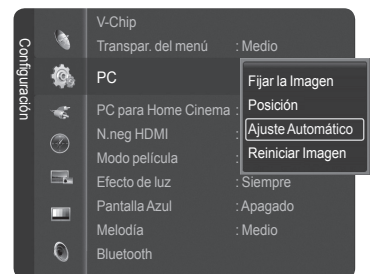 Configuración
V-Chip
Transpar. del menú : Medio
PC
Fijar la Imagen
Posición
Ajuste Automático
Reiniciar Imagen
PC para Home Cinema :
N.neg HDMI :
Modo película :
Efecto de luz : Siempre
Pantalla Azul : Apagado
Melodía : Medio
Bluetooth